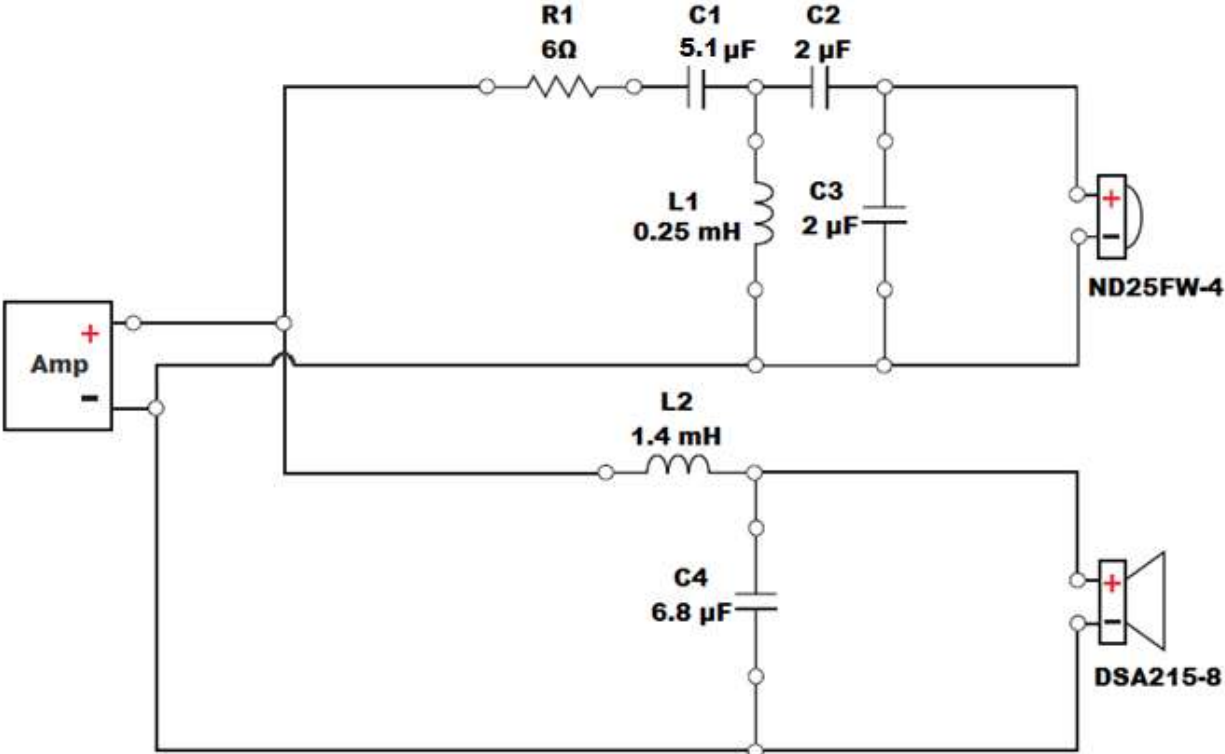 R1
6Ω
C1
5.1 µF
C2
2 µF
L1
0.25 mH
C3
2 µF
+
−
ND25FW-4
+
Amp
-
L2
1.4 mH
C4
6.8 µF
+
−
DSA215-8